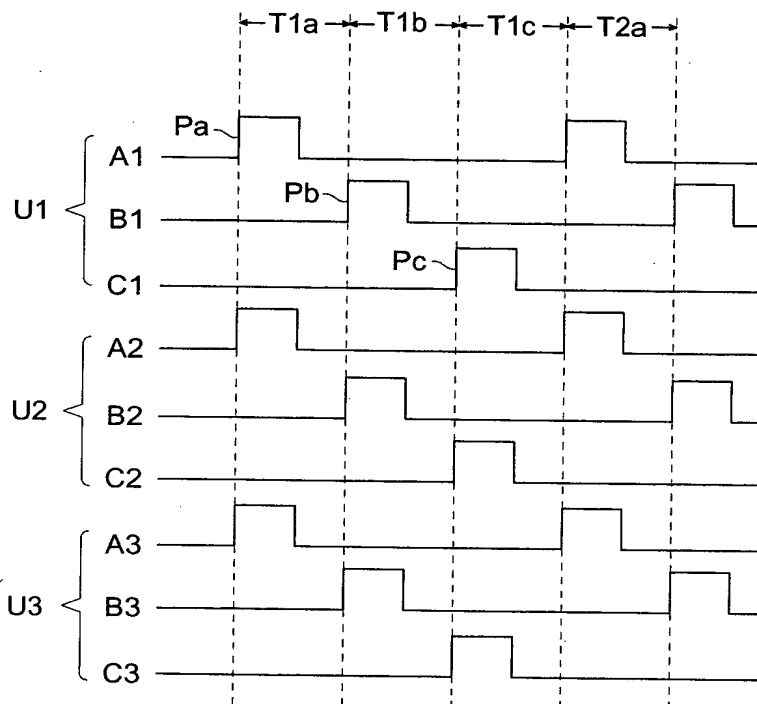 T1a T1b T1c T2a
Pa
A1
Pb
U1
B1
Pc
C1
A2
U2
B2
C2
A3
U3
B3
C3